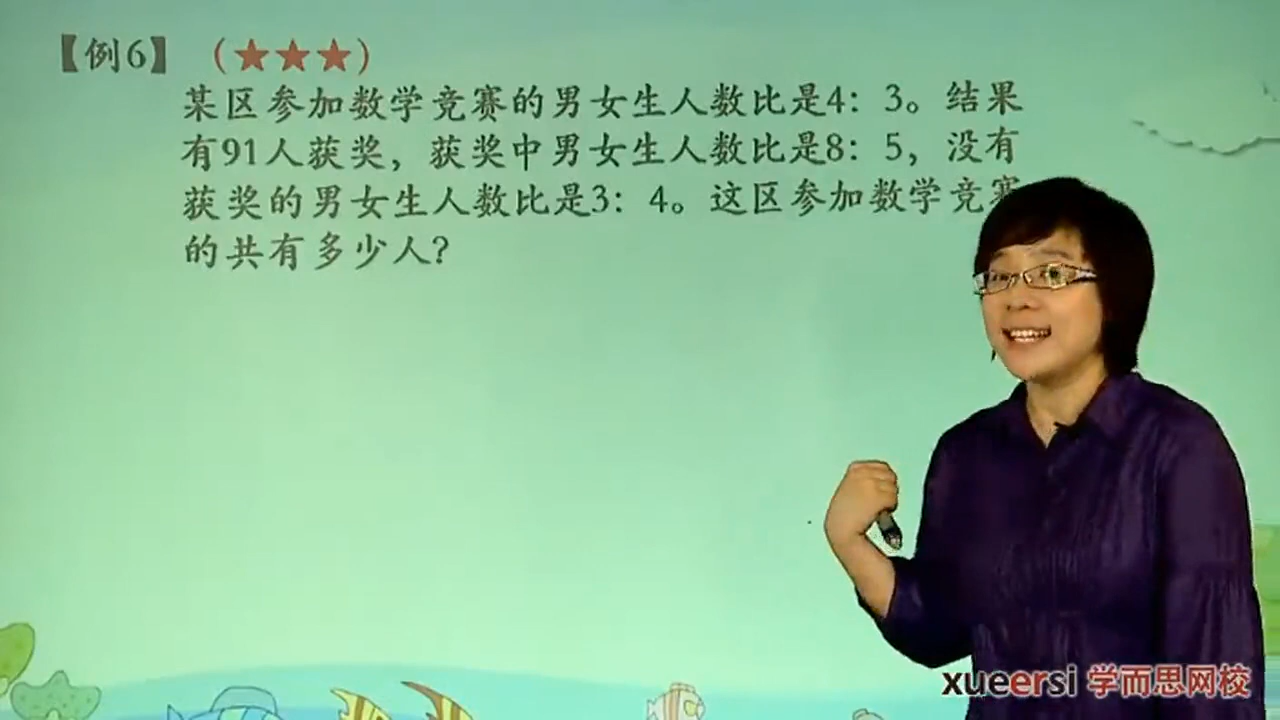 【例6】 (★★★)
某区参加数学竞赛的男女生人数比是4：3。结果
有91人获奖，获奖中男女生人数比是8：5，没有
获奖的男女生人数比是3：4。这区参加数学竞赛
的共有多少人？
xueersi 学而思网校